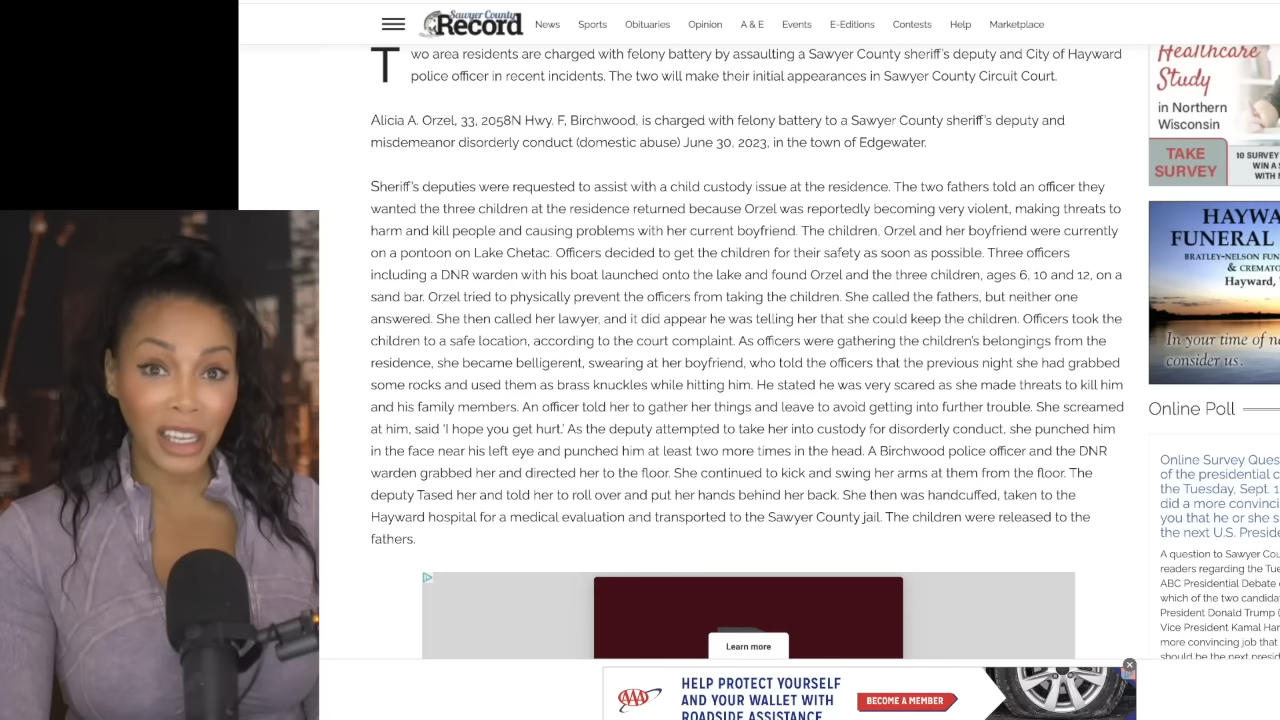 Sawyer County
Record
News
Sports
Obituaries
Opinion
A & E
Events
E-Editions
Contests
Help
Marketplace
Two area residents are charged with felony battery by assaulting a Sawyer County sheriff's deputy and City of Hayward
police officer in recent incidents. The two will make their initial appearances in Sawyer County Circuit Court.
Alicia A. Orzel, 33, 2058N Hwy. F, Birchwood, is charged with felony battery to a Sawyer County sheriff's deputy and
misdemeanor disorderly conduct (domestic abuse) June 30, 2023, in the town of Edgewater.
Sheriff's deputies were requested to assist with a child custody issue at the residence. The two fathers told an officer they
wanted the three children at the residence returned because Orzel was reportedly becoming very violent, making threats to
harm and kill people and causing problems with her current boyfriend. The children, Orzel and her boyfriend were currently
on a pontoon on Lake Chetac. Officers decided to get the children for their safety as soon as possible. Three officers
including a DNR warden with his boat launched onto the lake and found Orzel and the three children, ages 6, 10 and 12, on a
sand bar. Orzel tried to physically prevent the officers from taking the children. She called the fathers, but neither one
answered. She then called her lawyer, and it did appear he was telling her that she could keep the children. Officers took the
children to a safe location, according to the court complaint. As officers were gathering the children's belongings from the
residence, she became belligerent, swearing at her boyfriend, who told the officers that the previous night she had grabbed
some rocks and used them as brass knuckles while hitting him. He stated he was very scared as she made threats to kill him
and his family members. An officer told her to gather her things and leave to avoid getting into further trouble. She screamed
at him, said 'I hope you get hurt.' As the deputy attempted to take her into custody for disorderly conduct, she punched him
in the face near his left eye and punched him at least two more times in the head. A Birchwood police officer and the DNR
warden grabbed her and directed her to the floor. She continued to kick and swing her arms at them from the floor. The
deputy Tased her and told her to roll over and put her hands behind her back. She then was handcuffed, taken to the
Hayward hospital for a medical evaluation and transported to the Sawyer County jail. The children were released to the
fathers.
Learn more
AAA
HELP PROTECT YOURSELF
AND YOUR WALLET WITH
ROADSIDE ASSISTANCE
BECOME A MEMBER
Healthcare
Study
in Northern
Wisconsin
TAKE
SURVEY
10 SURVEY
WIN A
WITH
HAYWA
FUNERAL
BRATLEY-NELSON FUN
& CREMATO
Hayward,
In your time of ne
consider us.
Online Poll
Online Survey Ques
of the presidential c
the Tuesday, Sept. 1
did a more convinci
you that he or she s
the next U.S. Preside
A question to Sawyer Cou
readers regarding the Tue
ABC Presidential Debate
which of the two candida
President Donald Trump (
Vice President Kamal Har
more convincing job that
should be the next presid